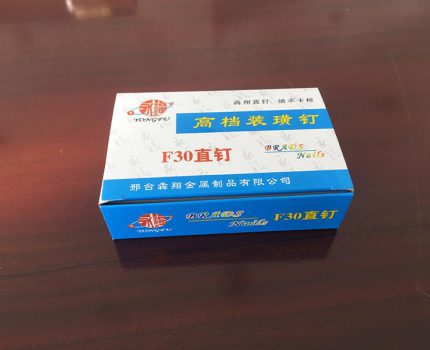 森翔直钉 绝不卡枪
YONGFU
高档装璜钉
F30直钉
BRADS
Nails
邢台森翔金属制品有限公司
YONGFU
BRADS
Nails
F30直钉